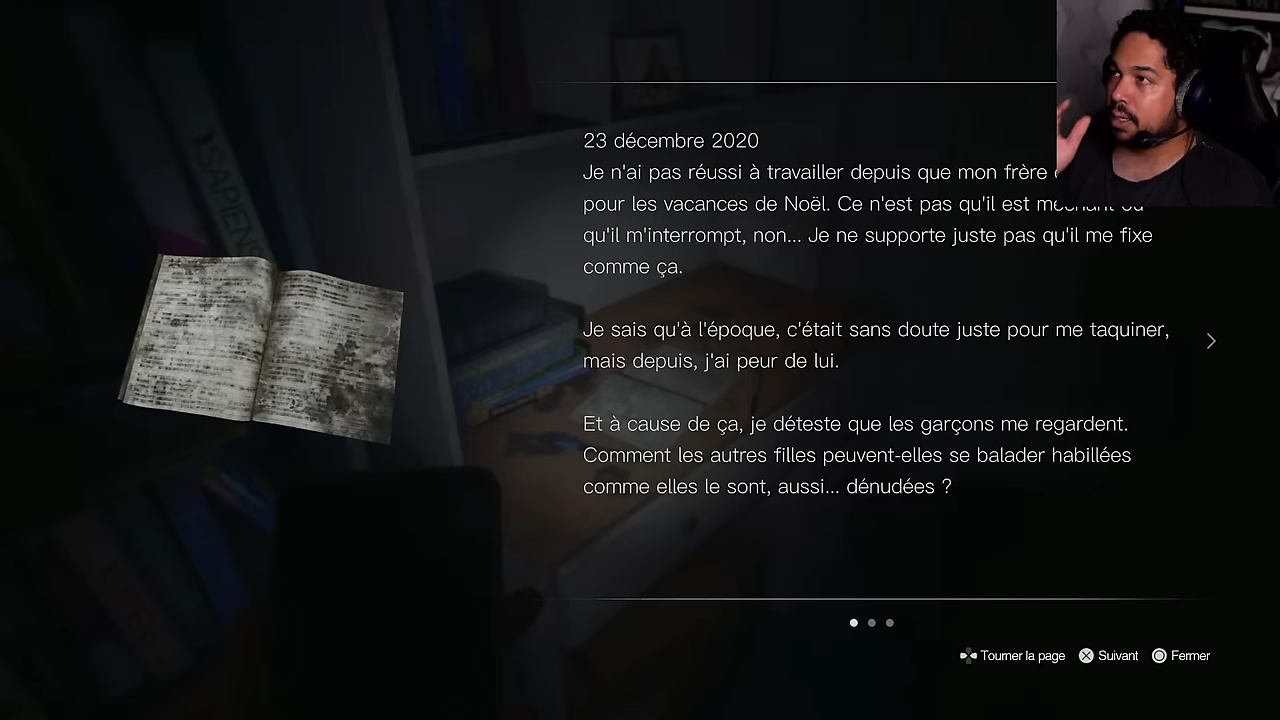 23 décembre 2020
Je n'ai pas réussi à travailler depuis que mon frère
pour les vacances de Noël. Ce n'est pas qu'il est méchant ou
qu'il m'interrompt, non... Je ne supporte juste pas qu'il me fixe
comme ça.
Je sais qu'à l'époque, c'était sans doute juste pour me taquiner,
mais depuis, j'ai peur de lui.
Et à cause de ça, je déteste que les garçons me regardent.
Comment les autres filles peuvent-elles se balader habillées
comme elles le sont, aussi... dénudées ?
Tourner la page Suivant Fermer
SAPIENS